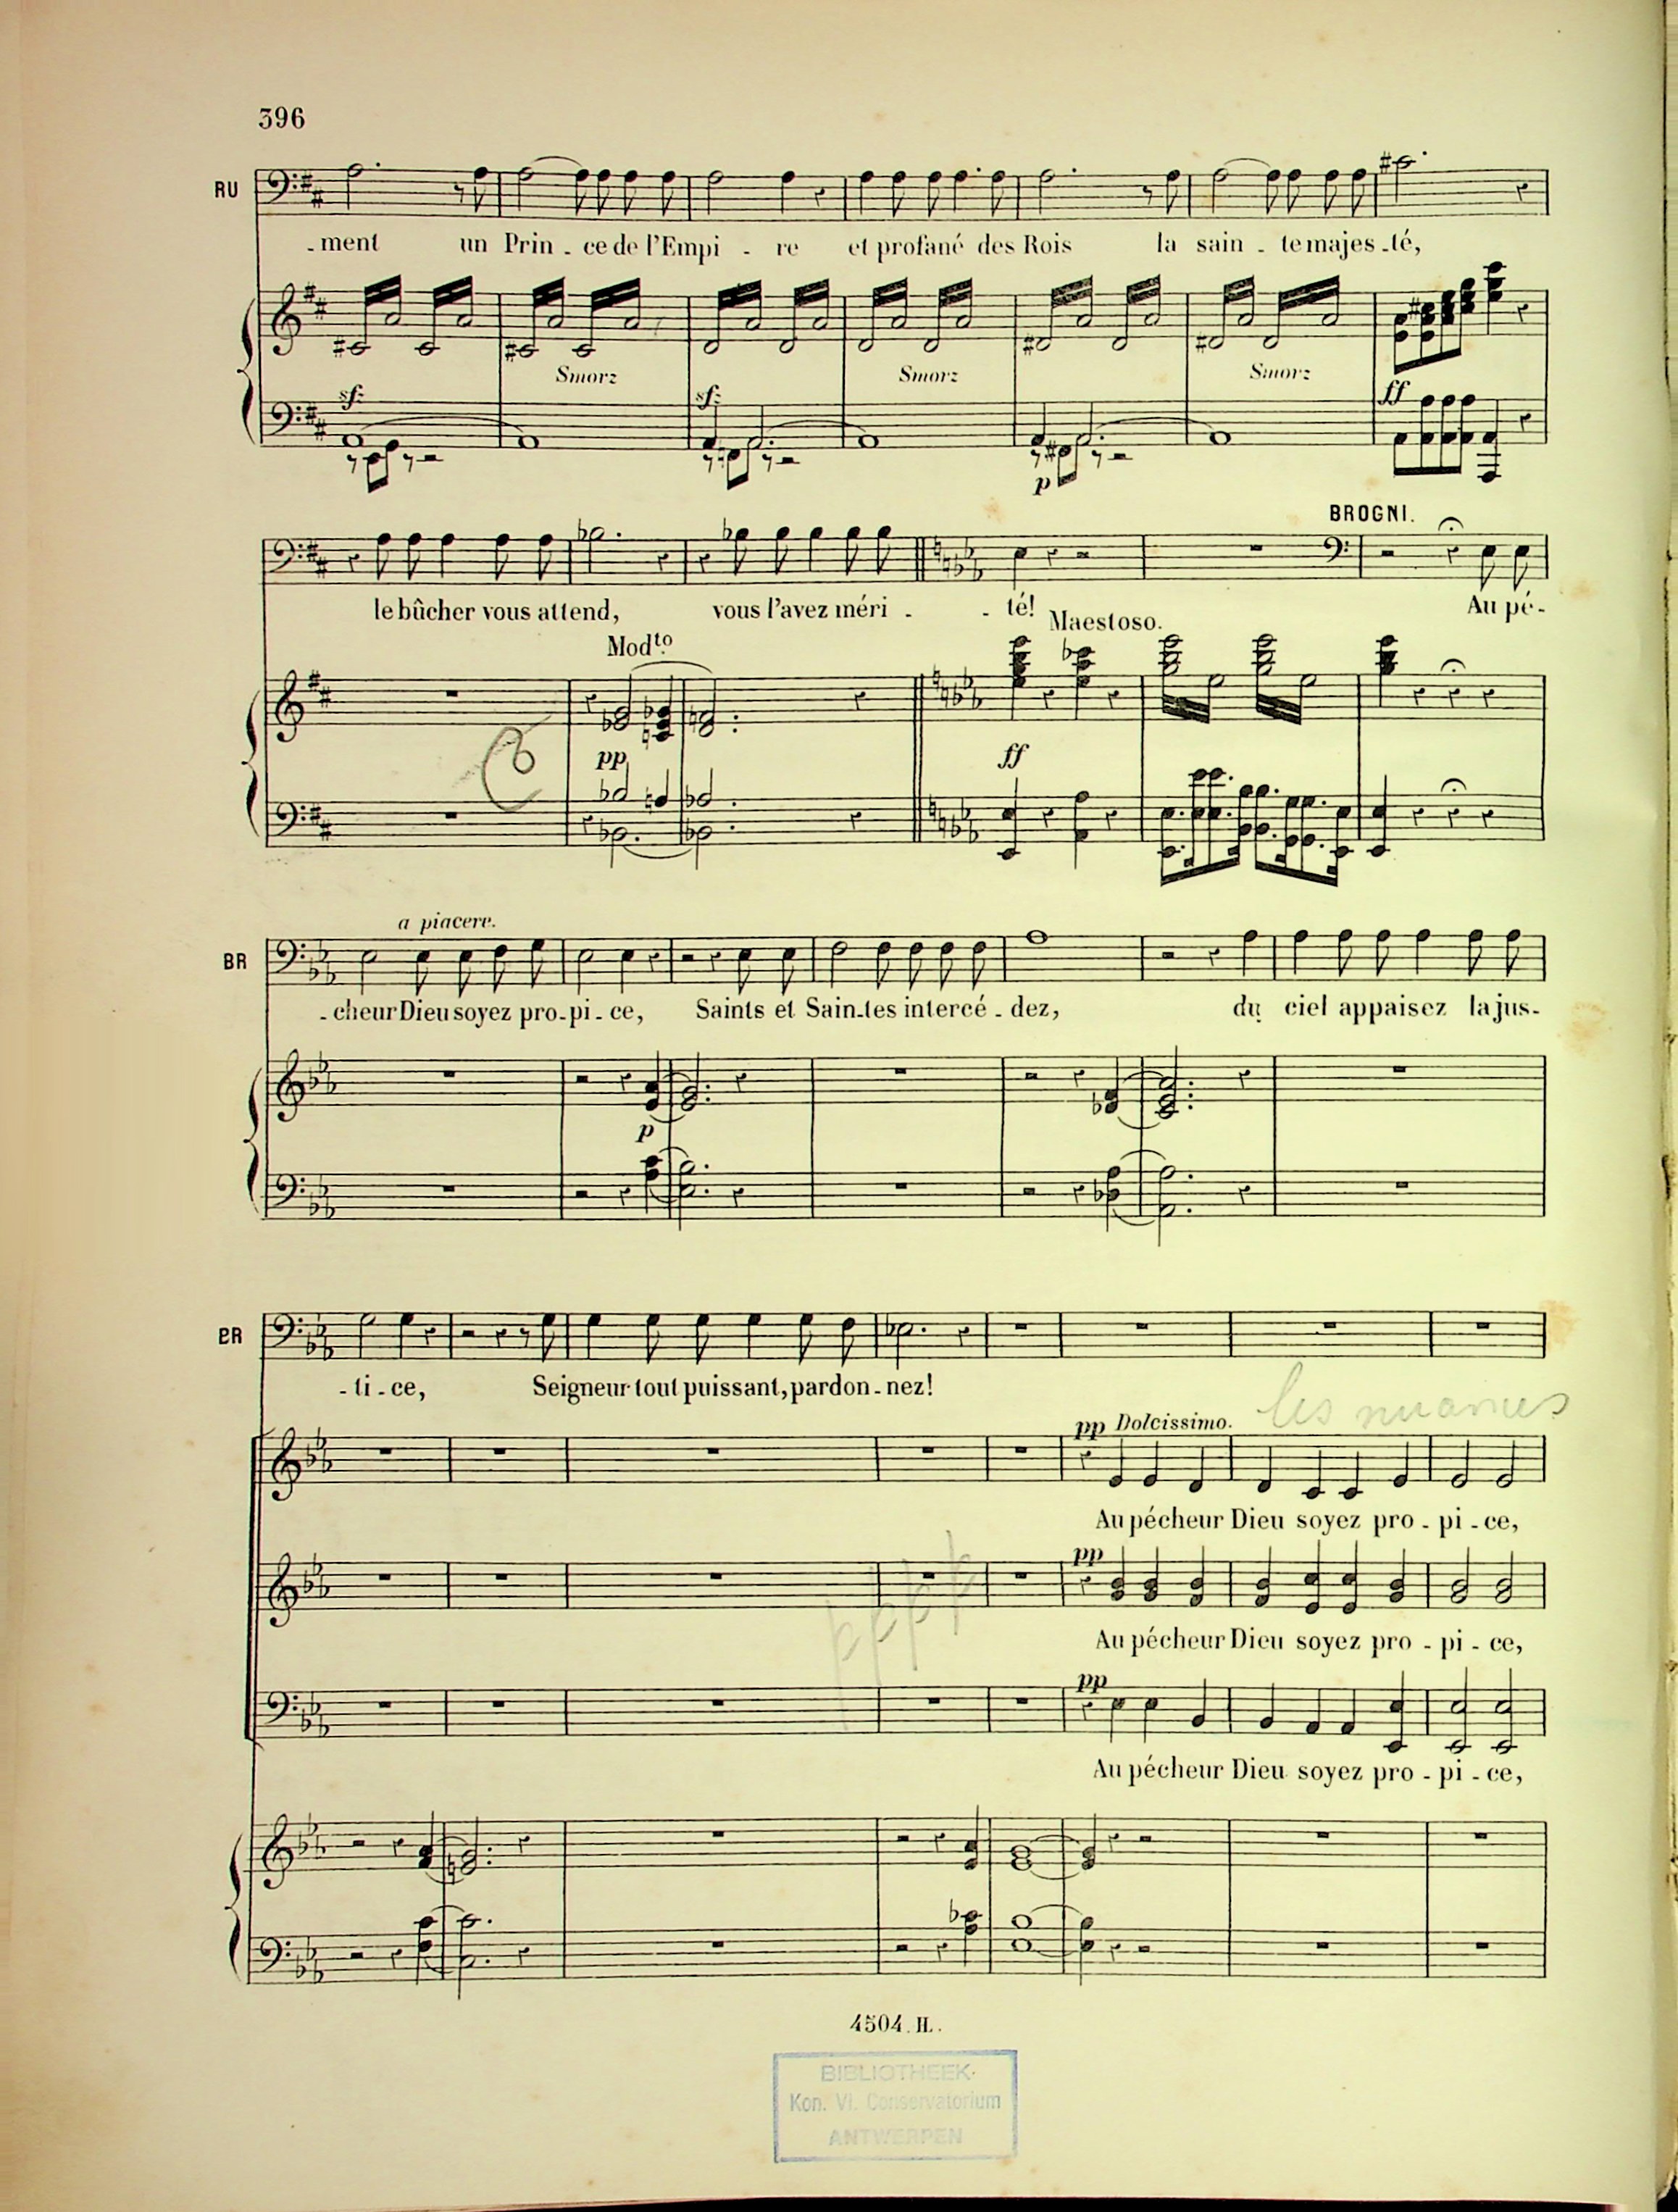 396
RU
- ment un Prin - ce de l'Empi - re et profané des Rois la sain - te majes - té,
Smorz Smorz Smorz
sf: sf: ff
p
BROGNI.
le bûcher vous attend, vous l'avez méri - - té! Au pé-
Modto Maestoso.
pp ff
a piacere.
BR
- cheur Dieu soyez pro - pi - ce, Saints et Sain - tes intercé - dez, du ciel appaisez la jus-
p
BR
- ti - ce, Seigneur tout puissant, pardon - nez!
les nuances
pp Dolcissimo.
Au pécheur Dieu soyez pro - pi - ce,
pp
Au pécheur Dieu soyez pro - pi - ce,
pppp
pp
Au pécheur Dieu soyez pro - pi - ce,
4504. H.
BIBLIOTHEEK
Kon. Vl. Conservatorium
ANTWERPEN